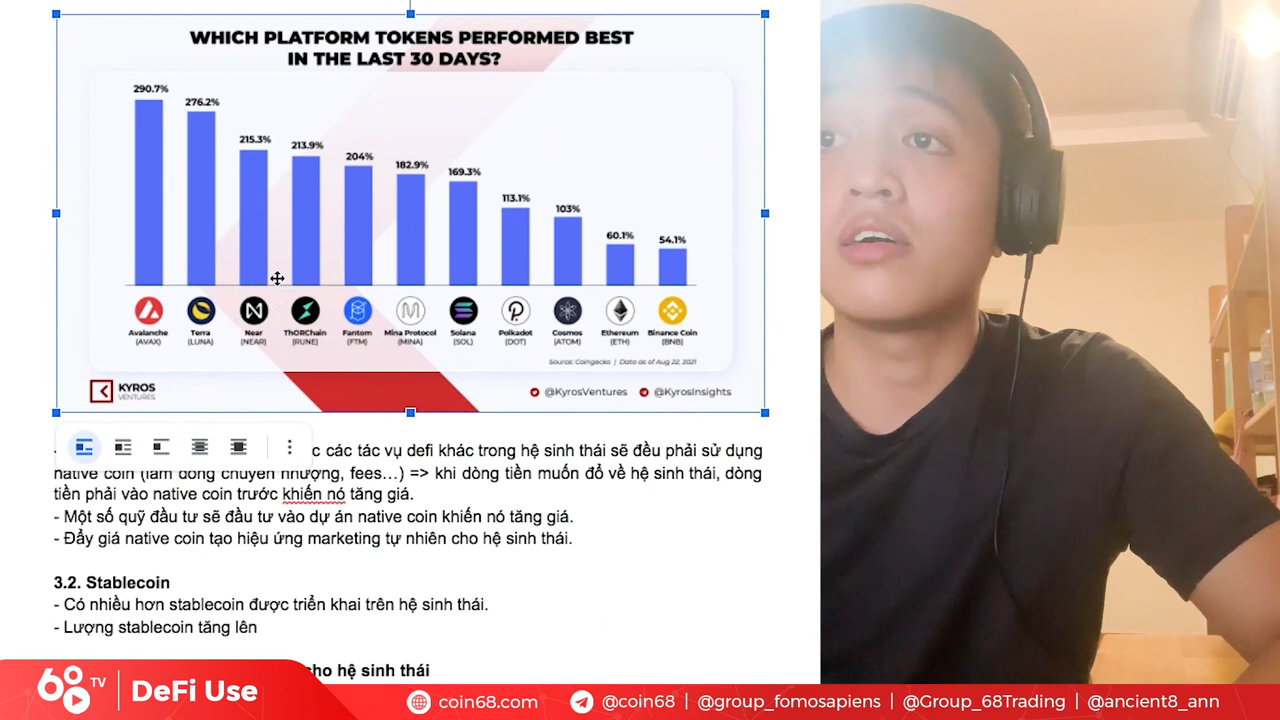 WHICH PLATFORM TOKENS PERFORMED BEST
IN THE LAST 30 DAYS?
290.7%
276.2%
215.3%
213.9%
204%
182.9%
169.3%
113.1%
103%
60.1%
54.1%
Avalanche
(AVAX)
Terra
(LUNA)
Near
(NEAR)
ThORChain
(RUNE)
Fantom
(FTM)
Mina Protocol
(MINA)
Solana
(SOL)
Polkadot
(DOT)
Cosmos
(ATOM)
Ethereum
(ETH)
Binance Coin
(BNB)
Source: Coingecko | Data as of Aug 22, 2021
KYROS
VENTURES
@KyrosVentures
@KyrosInsights
các tác vụ defi khác trong hệ sinh thái sẽ đều phải sử dụng
native coin (làm đồng chuyển nhượng, fees...) => khi dòng tiền muốn đổ về hệ sinh thái, dòng
tiền phải vào native coin trước khiến nó tăng giá.
- Một số quỹ đầu tư sẽ đầu tư vào dự án native coin khiến nó tăng giá.
- Đẩy giá native coin tạo hiệu ứng marketing tự nhiên cho hệ sinh thái.
3.2. Stablecoin
- Có nhiều hơn stablecoin được triển khai trên hệ sinh thái.
- Lượng stablecoin tăng lên
cho hệ sinh thái
68 TV
DeFi Use
coin68.com
@coin68 | @group_fomosapiens | @Group_68Trading | @ancient8_ann